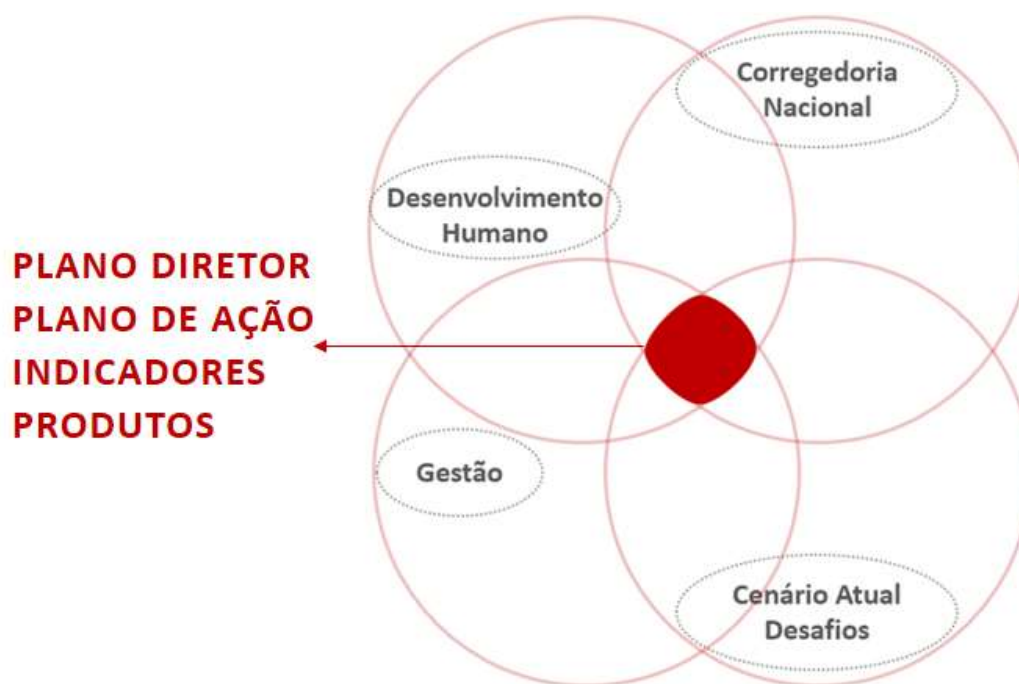 Corregedoria
Nacional
Desenvolvimento
Humano
PLANO DIRETOR
PLANO DE AÇÃO
INDICADORES
PRODUTOS
Gestão
Cenário Atual
Desafios